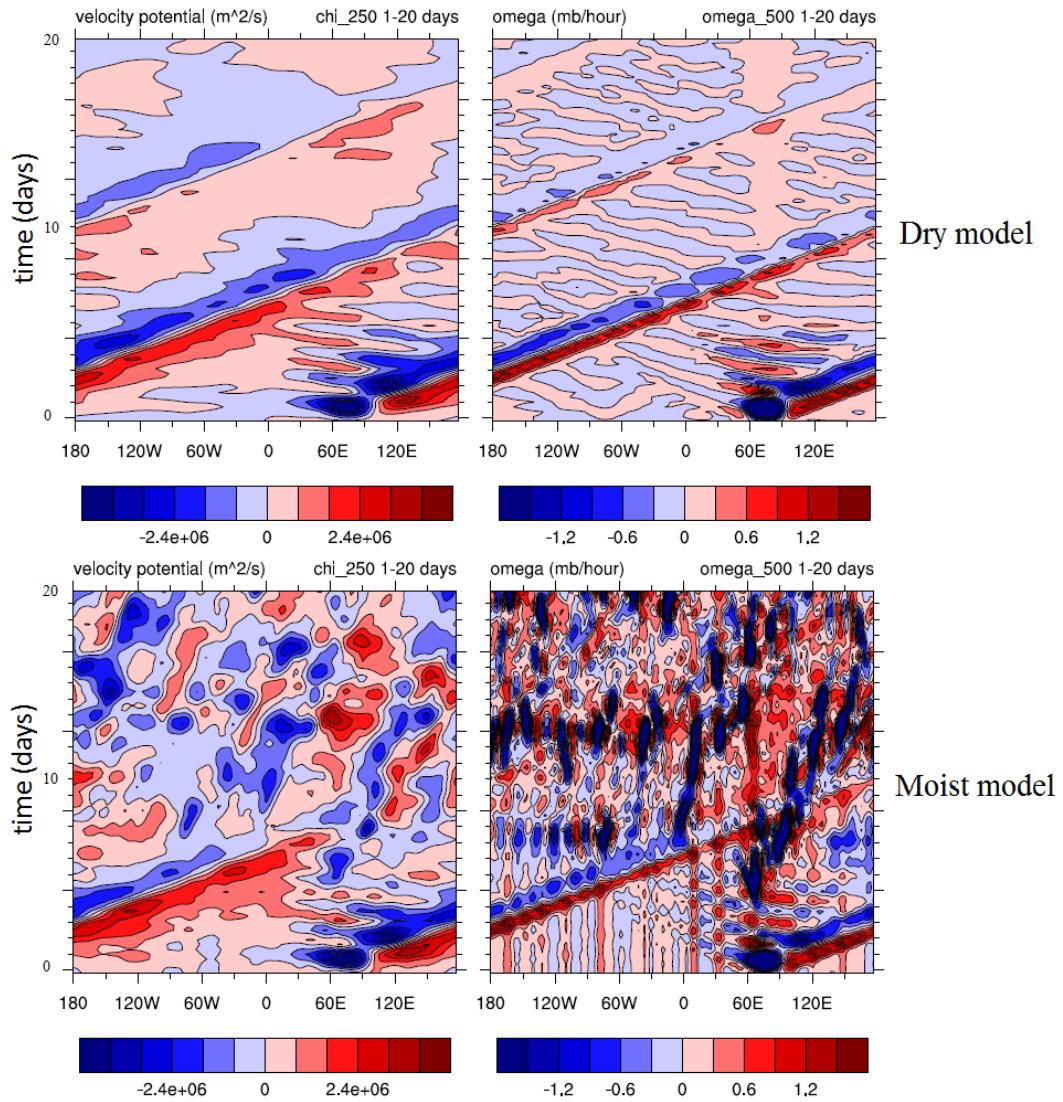 velocity potential (m^2/s) chi_250 1-20 days
omega (mb/hour) omega_500 1-20 days
20
10
0
time (days)
180 120W 60W 0 60E 120E
180 120W 60W 0 60E 120E
-2.4e+06 0 2.4e+06
-1.2 -0.6 0 0.6 1.2
Dry model
velocity potential (m^2/s) chi_250 1-20 days
omega (mb/hour) omega_500 1-20 days
20
10
0
time (days)
180 120W 60W 0 60E 120E
180 120W 60W 0 60E 120E
-2.4e+06 0 2.4e+06
-1.2 -0.6 0 0.6 1.2
Moist model